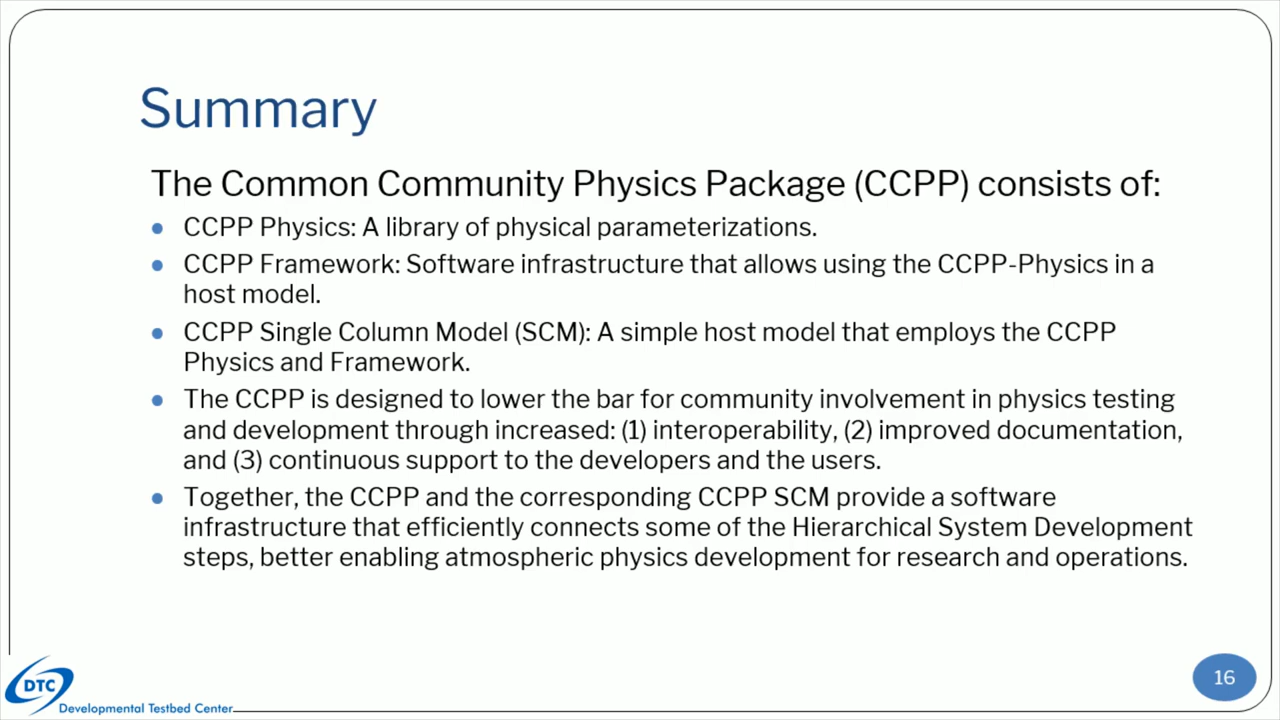 Summary
The Common Community Physics Package (CCPP) consists of:
• CCPP Physics: A library of physical parameterizations.
• CCPP Framework: Software infrastructure that allows using the CCPP-Physics in a
host model.
• CCPP Single Column Model (SCM): A simple host model that employs the CCPP
Physics and Framework.
• The CCPP is designed to lower the bar for community involvement in physics testing
and development through increased: (1) interoperability, (2) improved documentation,
and (3) continuous support to the developers and the users.
• Together, the CCPP and the corresponding CCPP SCM provide a software
infrastructure that efficiently connects some of the Hierarchical System Development
steps, better enabling atmospheric physics development for research and operations.
DTC
Developmental Testbed Center
16